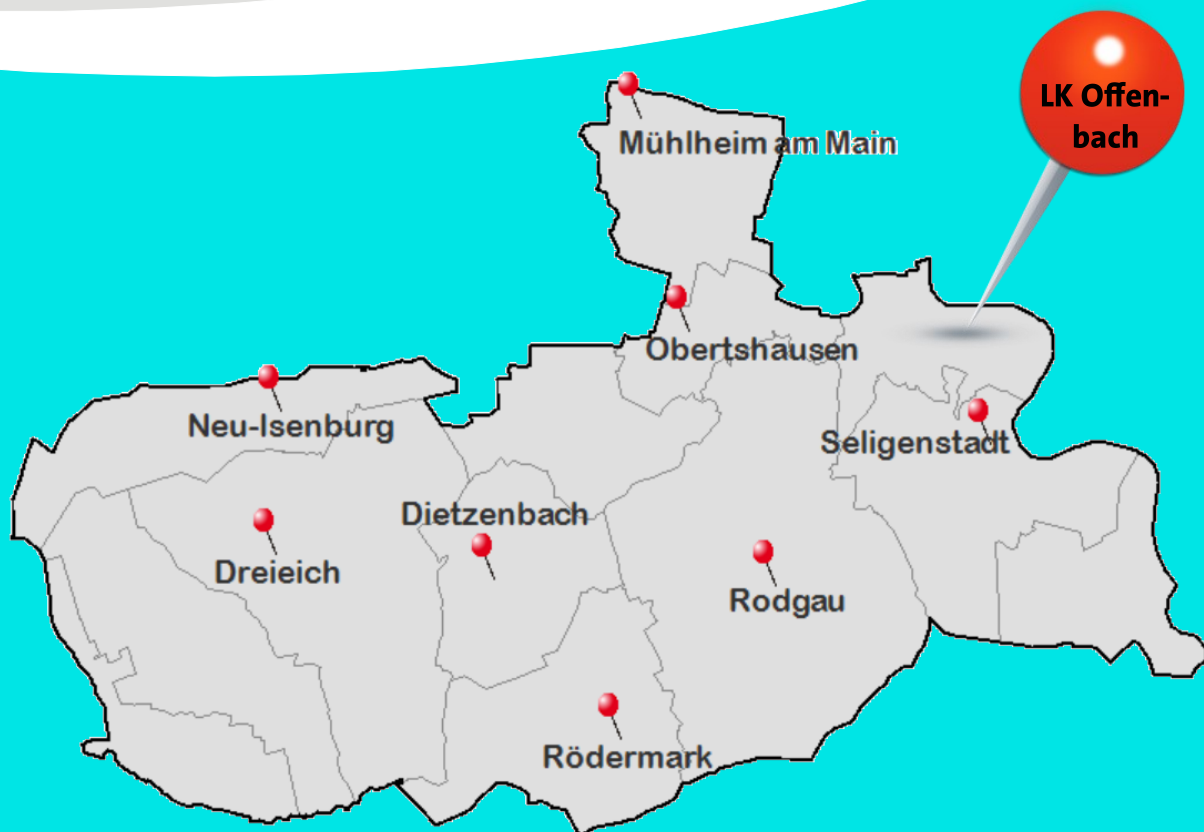 LK Offen-
bach
Mühlheim am Main
Obertshausen
Neu-Isenburg
Seligenstadt
Dietzenbach
Dreieich
Rodgau
Rödermark